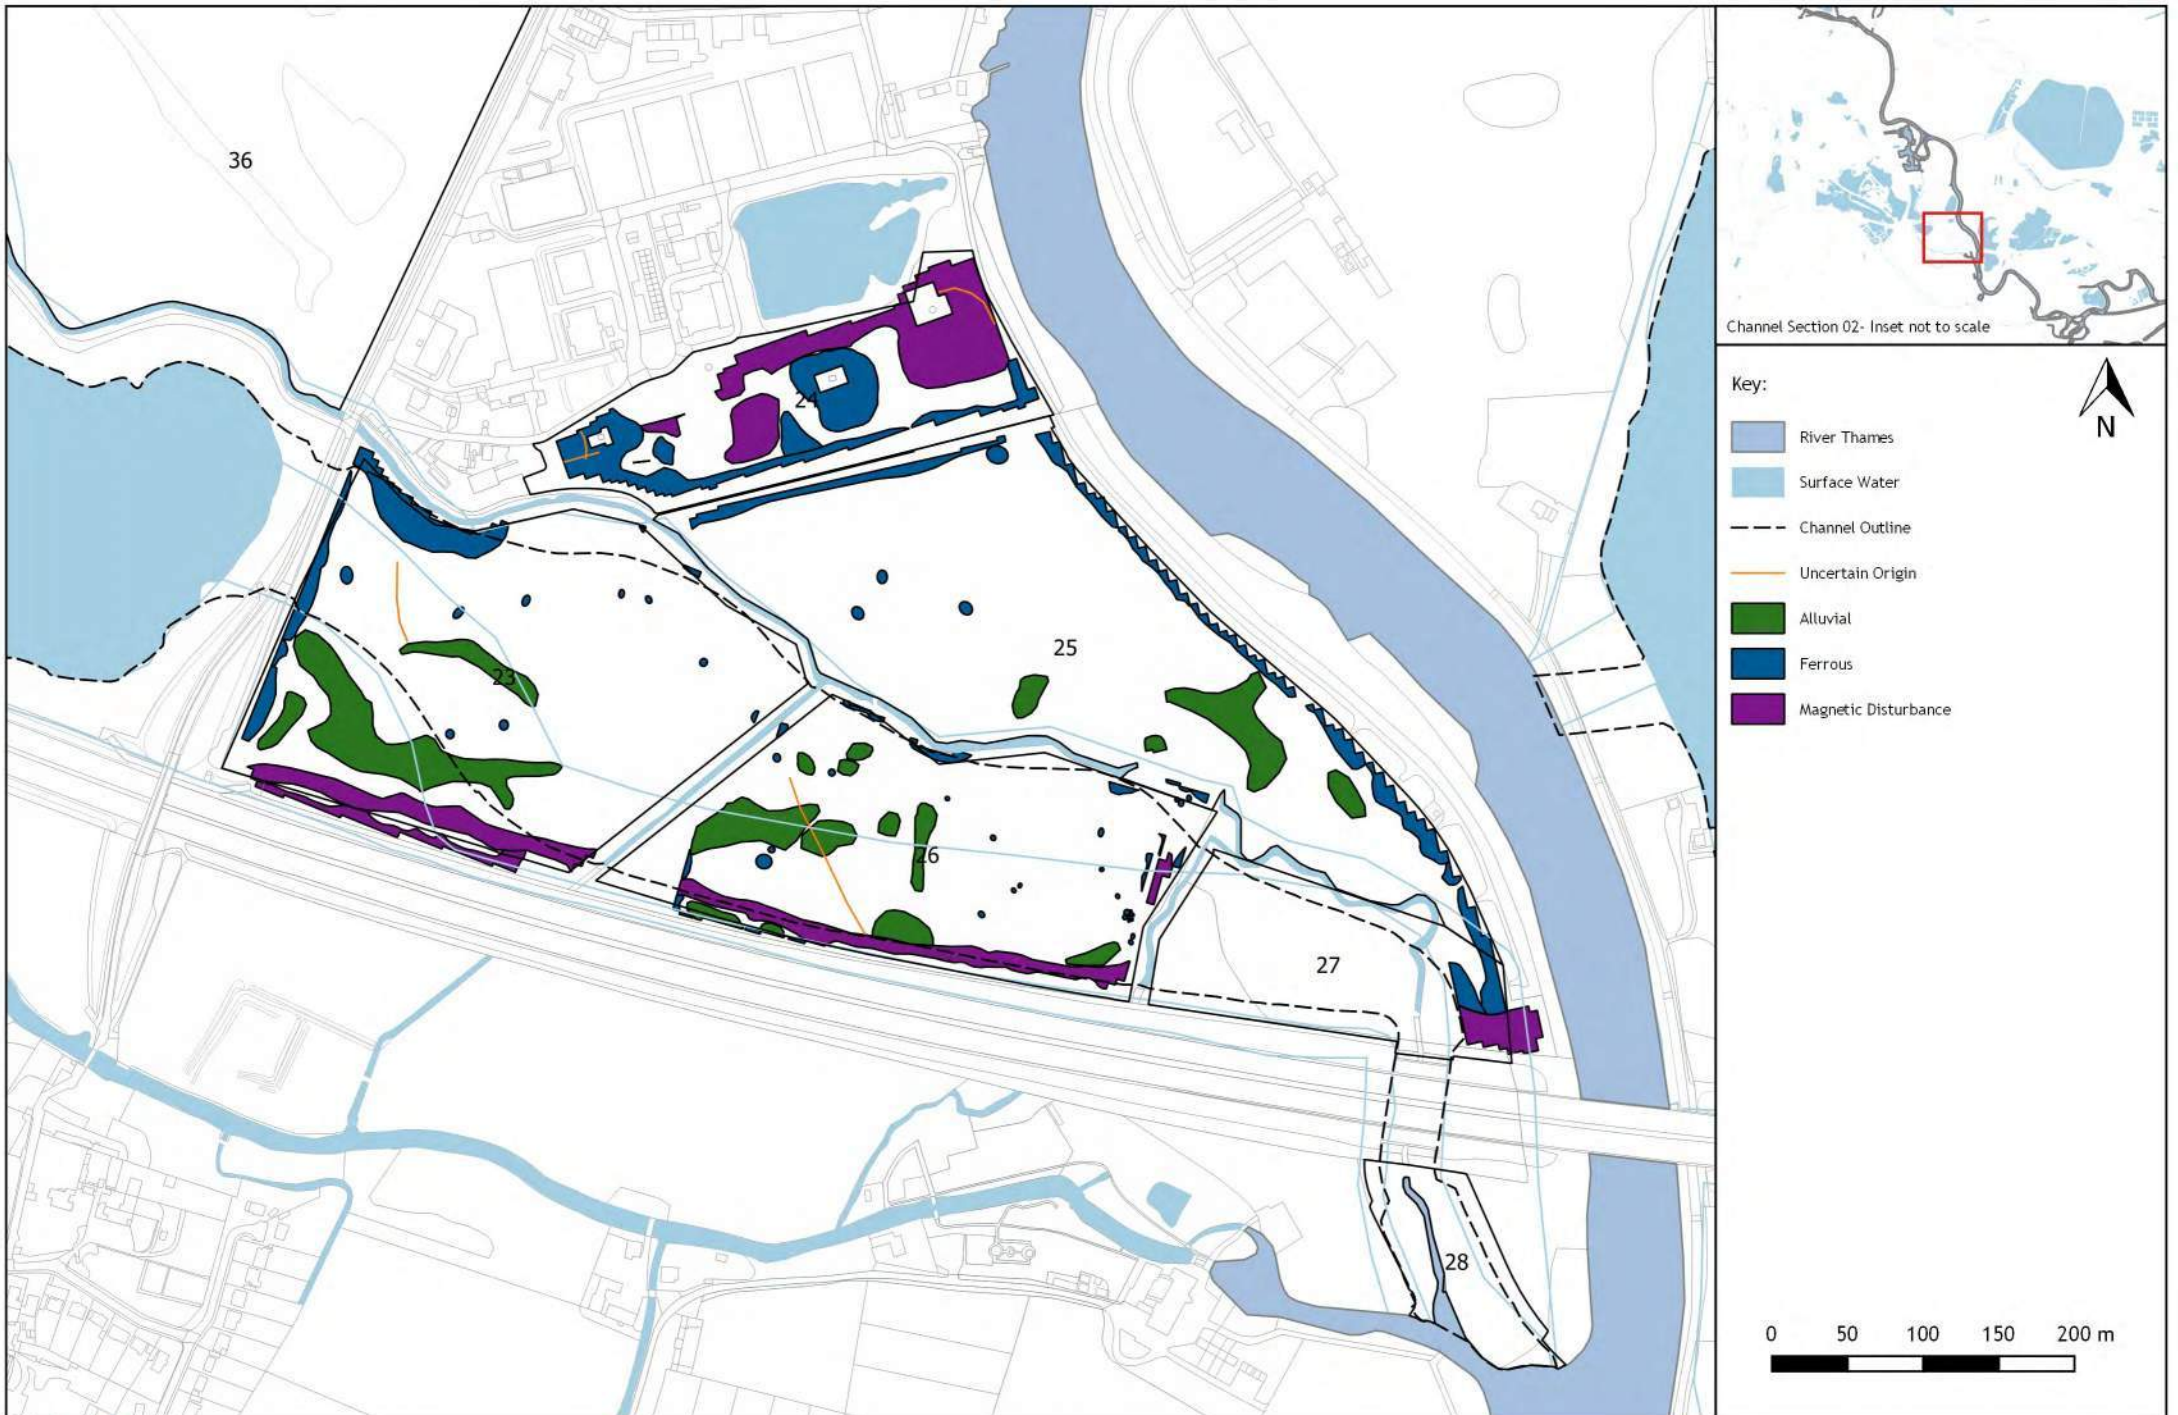 36
24
25
23
26
27
28
Channel Section 02- Inset not to scale
Key:
N
River Thames
Surface Water
Channel Outline
Uncertain Origin
Alluvial
Ferrous
Magnetic Disturbance
0 50 100 150 200 m